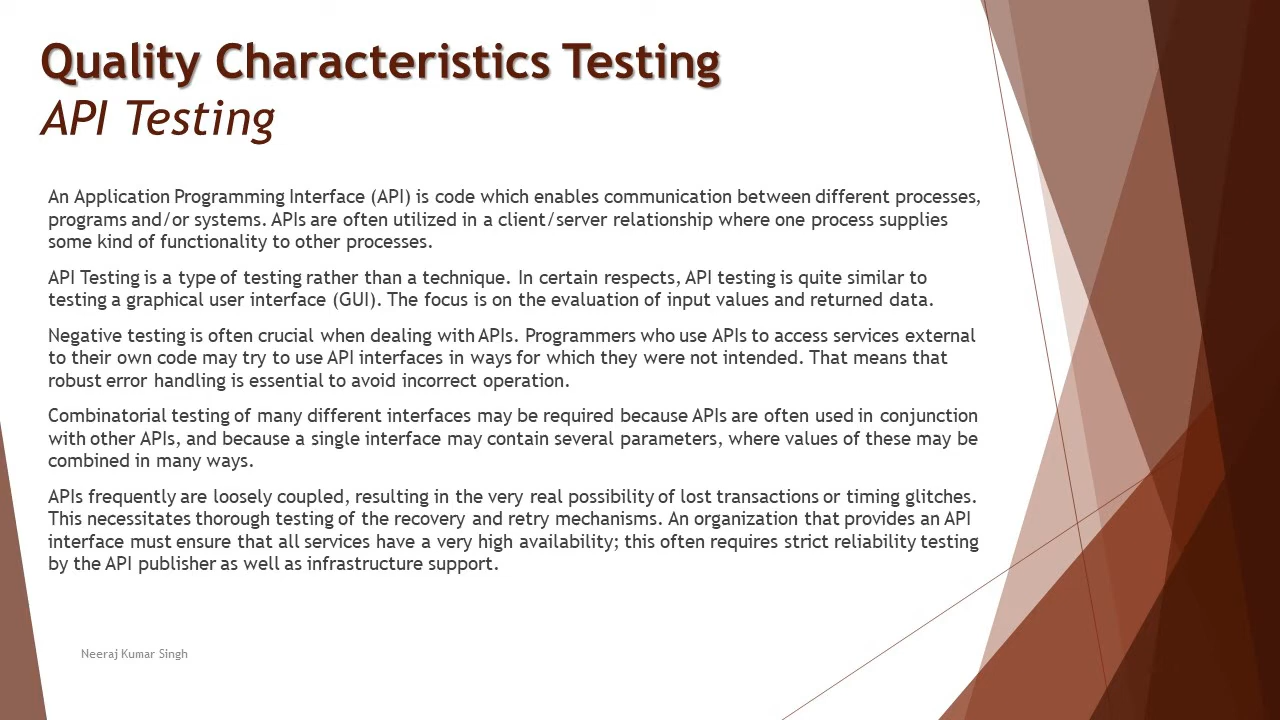 Quality Characteristics Testing
API Testing
An Application Programming Interface (API) is code which enables communication between different processes,
programs and/or systems. APIs are often utilized in a client/server relationship where one process supplies
some kind of functionality to other processes.
API Testing is a type of testing rather than a technique. In certain respects, API testing is quite similar to
testing a graphical user interface (GUI). The focus is on the evaluation of input values and returned data.
Negative testing is often crucial when dealing with APIs. Programmers who use APIs to access services external
to their own code may try to use API interfaces in ways for which they were not intended. That means that
robust error handling is essential to avoid incorrect operation.
Combinatorial testing of many different interfaces may be required because APIs are often used in conjunction
with other APIs, and because a single interface may contain several parameters, where values of these may be
combined in many ways.
APIs frequently are loosely coupled, resulting in the very real possibility of lost transactions or timing glitches.
This necessitates thorough testing of the recovery and retry mechanisms. An organization that provides an API
interface must ensure that all services have a very high availability; this often requires strict reliability testing
by the API publisher as well as infrastructure support.
Neeraj Kumar Singh